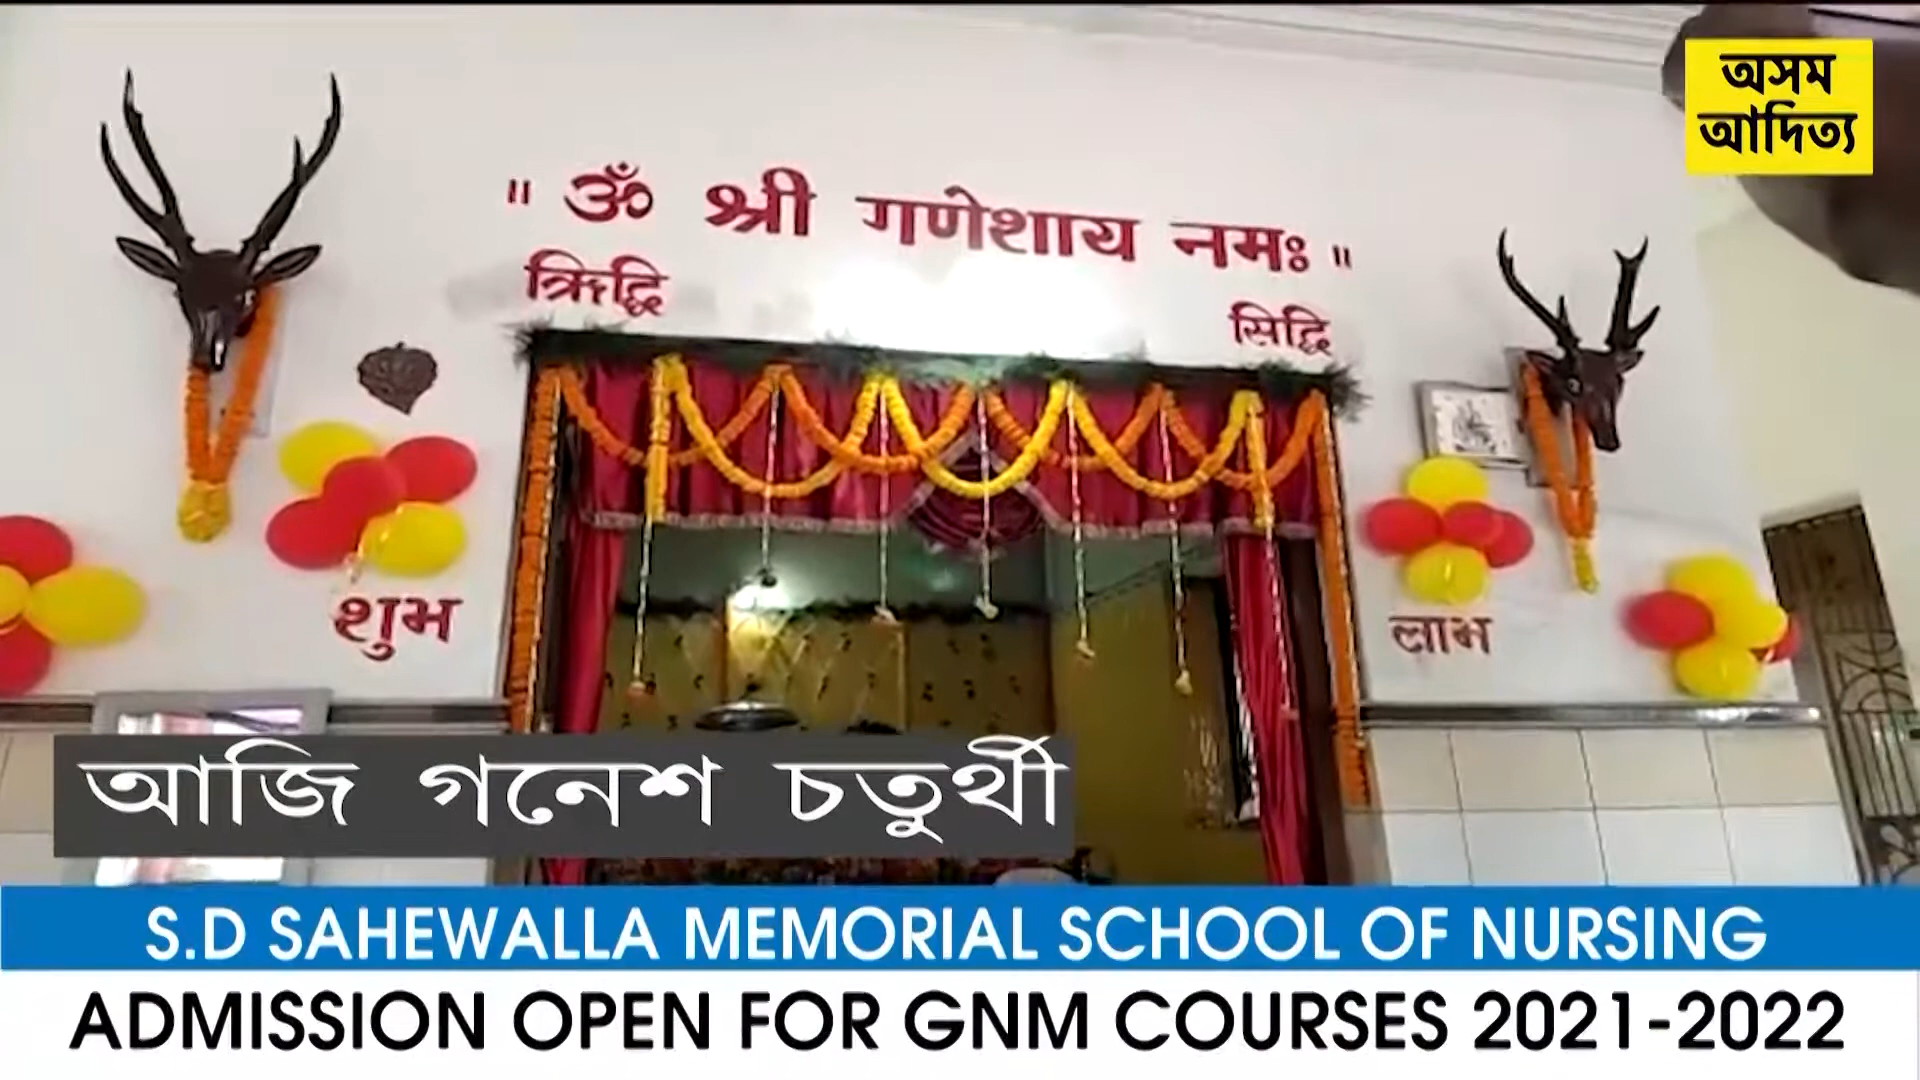 অসম
আদিত্য
" ॐ श्री गणेशाय नमः "
ऋिद्धि
सिद्धि
शुभ
लाभ
আজি গনেশ চতুৰ্থী
S.D SAHEWALLA MEMORIAL SCHOOL OF NURSING
ADMISSION OPEN FOR GNM COURSES 2021-2022